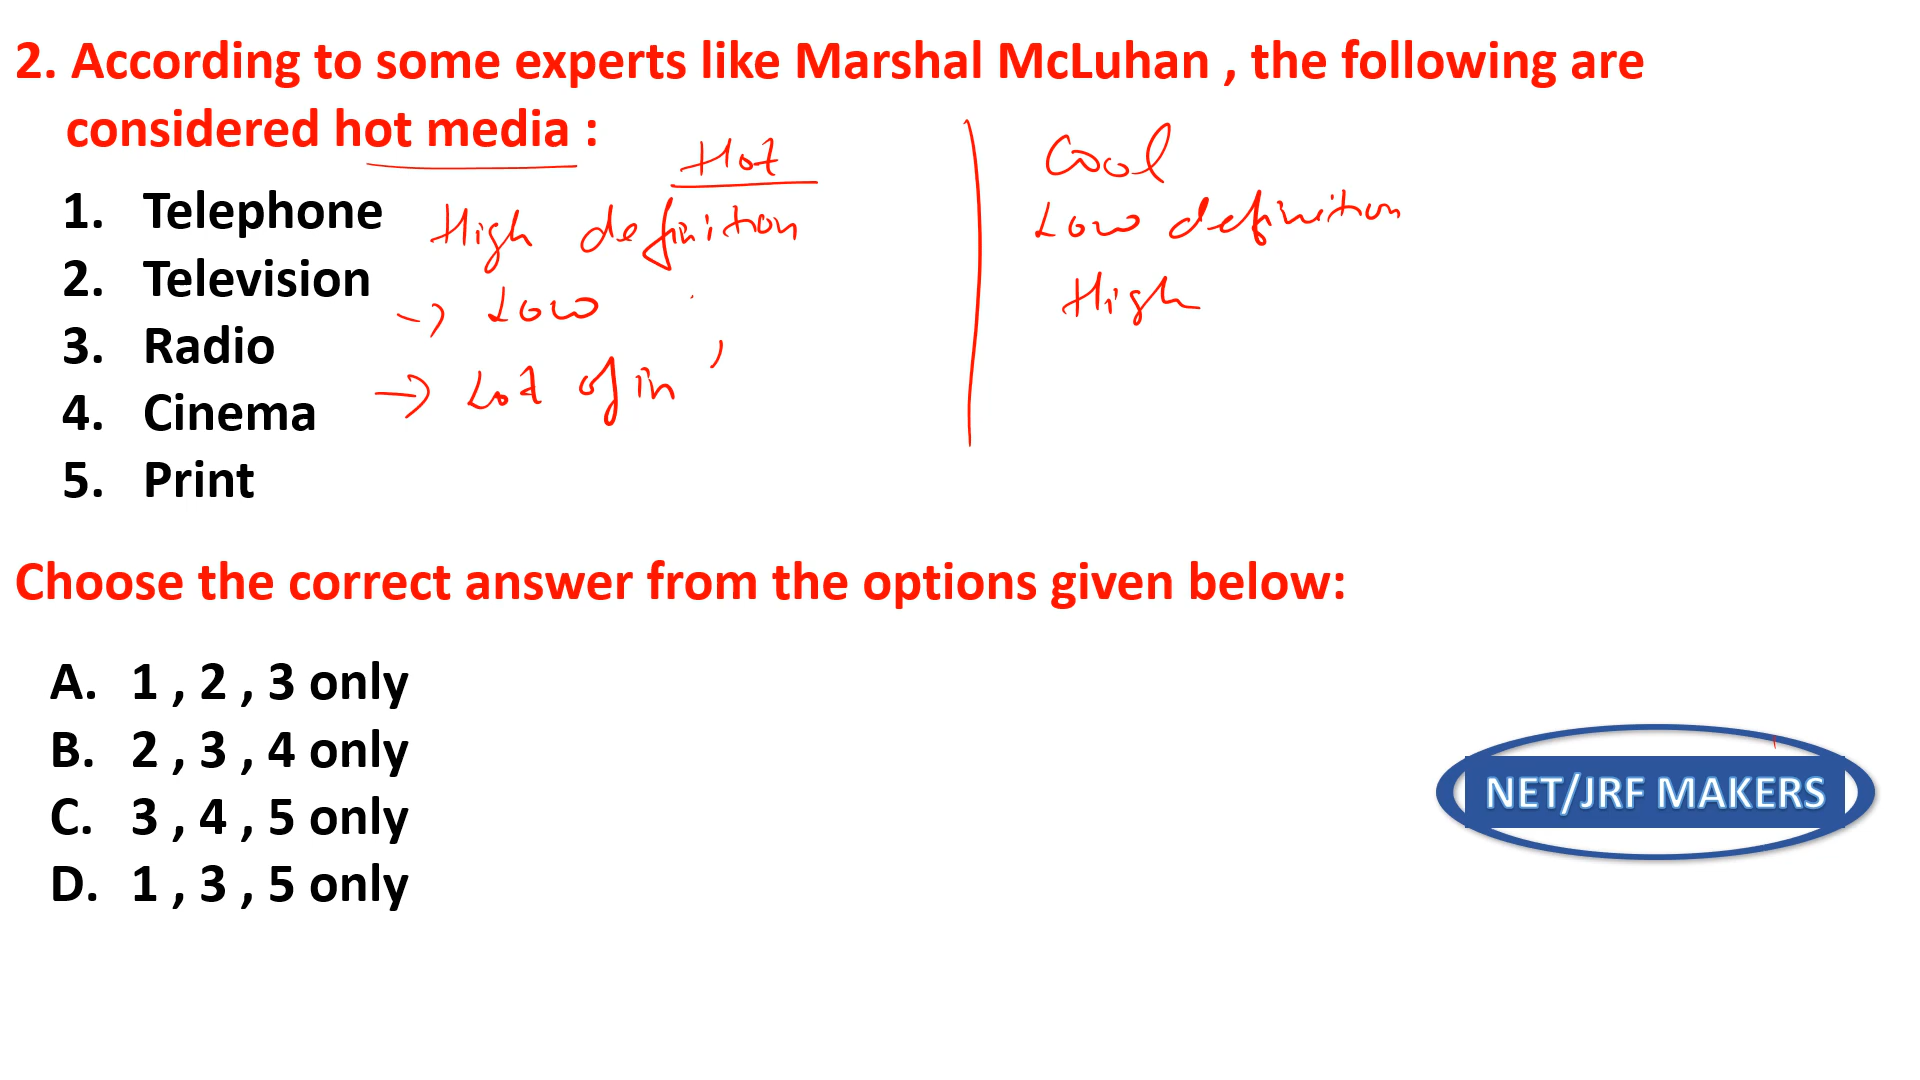 2. According to some experts like Marshal McLuhan , the following are
considered hot media :
Hot
Cool
1. Telephone
High definition
Low definition
2. Television
→ Low
High
3. Radio
→ Lot of in
4. Cinema
5. Print
Choose the correct answer from the options given below:
A. 1 , 2 , 3 only
B. 2 , 3 , 4 only
C. 3 , 4 , 5 only
D. 1 , 3 , 5 only
NET/JRF MAKERS